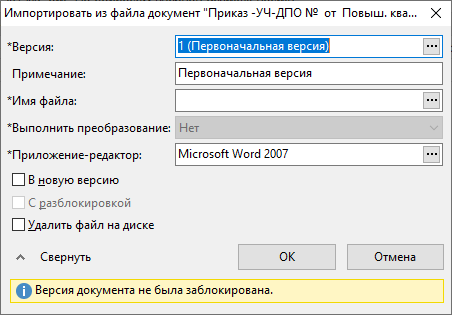 Импортировать из файла документ "Приказ -УЧ-ДПО №  от  Повыш. ква...
*Версия: 1 (Первоначальная версия) ...
Примечание: Первоначальная версия
*Имя файла: ...
*Выполнить преобразование: Нет
*Приложение-редактор: Microsoft Word 2007 ...
В новую версию
С разблокировкой
Удалить файл на диске
Свернуть ОК Отмена
Версия документа не была заблокирована.